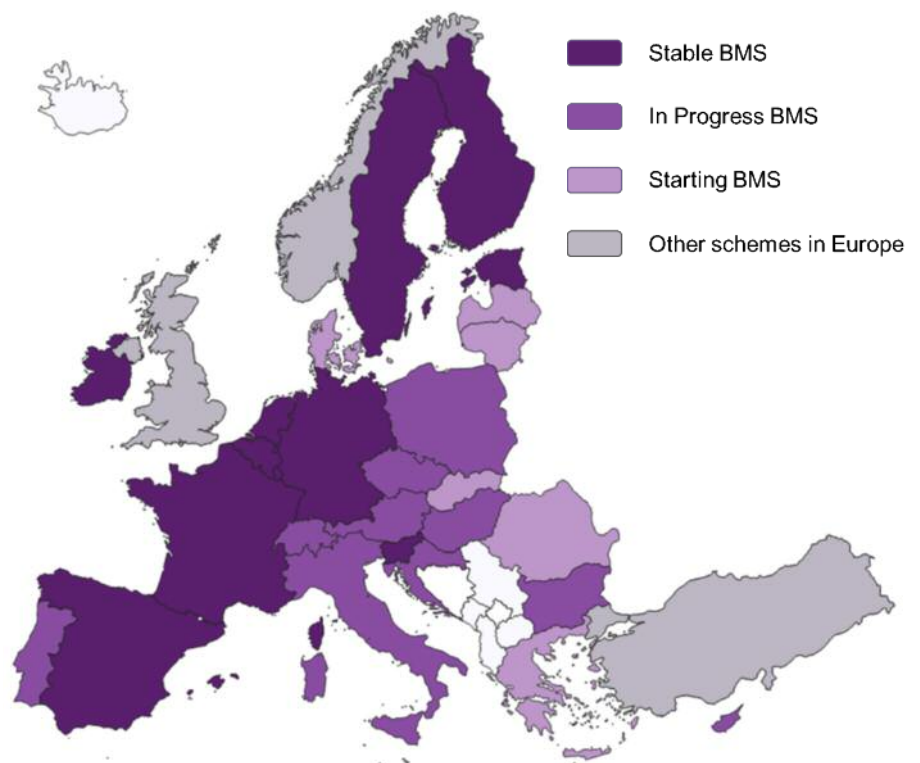 Stable BMS
In Progress BMS
Starting BMS
Other schemes in Europe